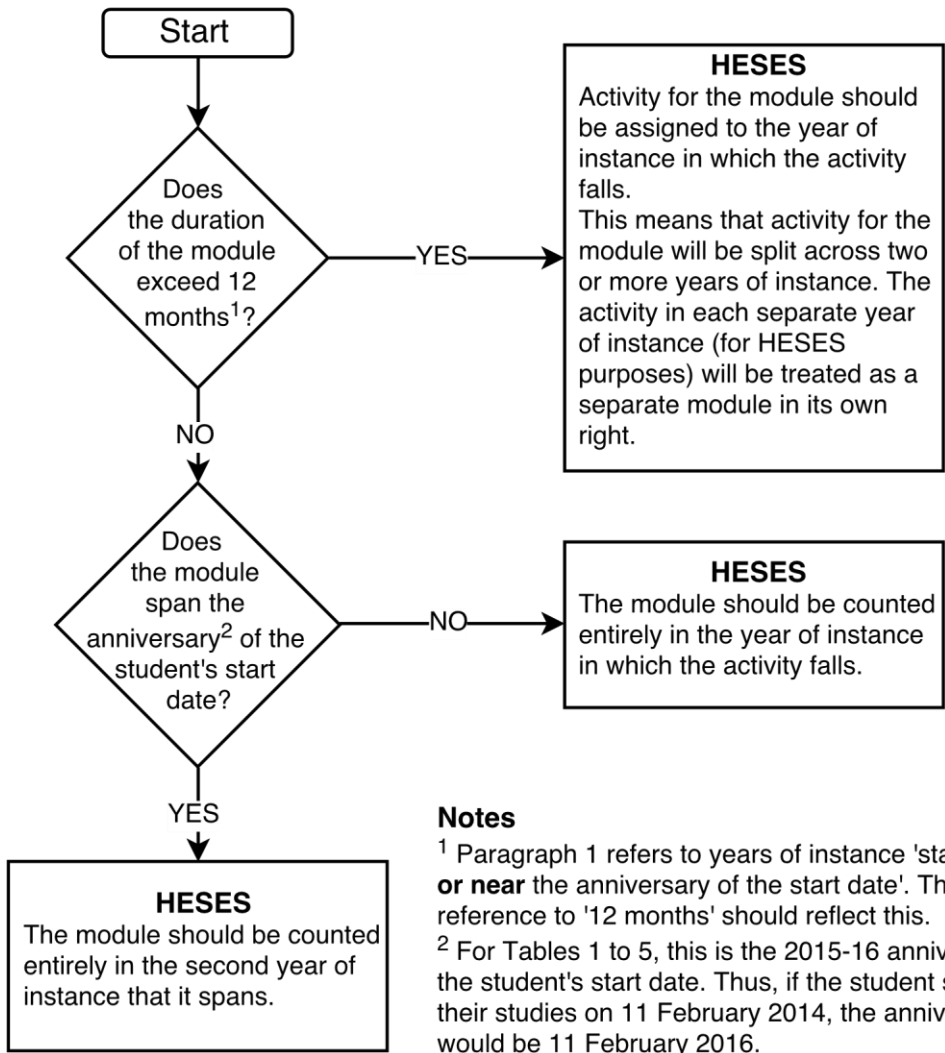 Start
Does
the duration
of the module
exceed 12
months¹?
YES
HESES
Activity for the module should
be assigned to the year of
instance in which the activity
falls.
This means that activity for the
module will be split across two
or more years of instance. The
activity in each separate year
of instance (for HESES
purposes) will be treated as a
separate module in its own
right.
NO
Does
the module
span the
anniversary² of the
student's start
date?
NO
HESES
The module should be counted
entirely in the year of instance
in which the activity falls.
YES
HESES
The module should be counted
entirely in the second year of
instance that it spans.
Notes
¹ Paragraph 1 refers to years of instance
or near the anniversary of the start date'.
reference to '12 months' should reflect this.
² For Tables 1 to 5, this is the 2015-16
the student's start date. Thus, if the student
their studies on 11 February 2014, the
would be 11 February 2016.